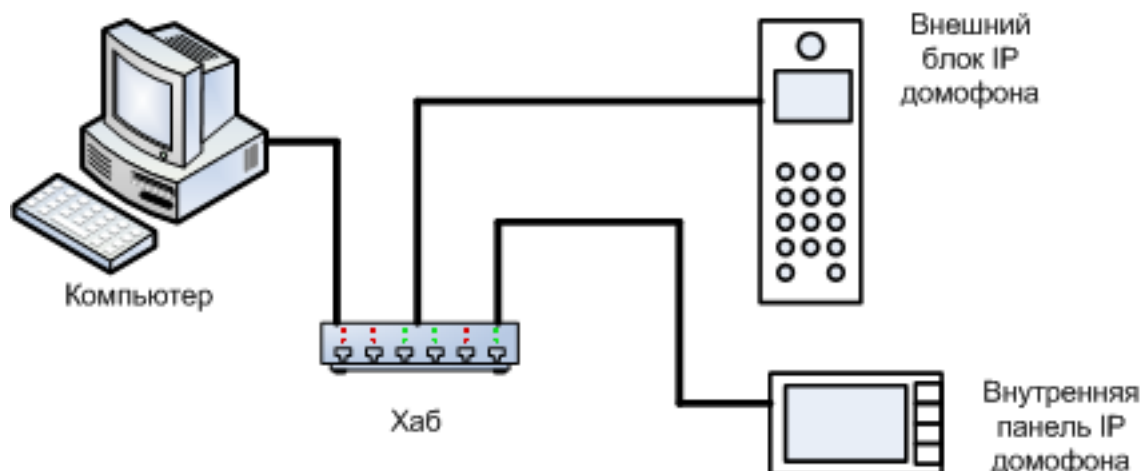 Внешний
блок IP
домофона
Компьютер
Хаб
Внутренняя
панель IP
домофона